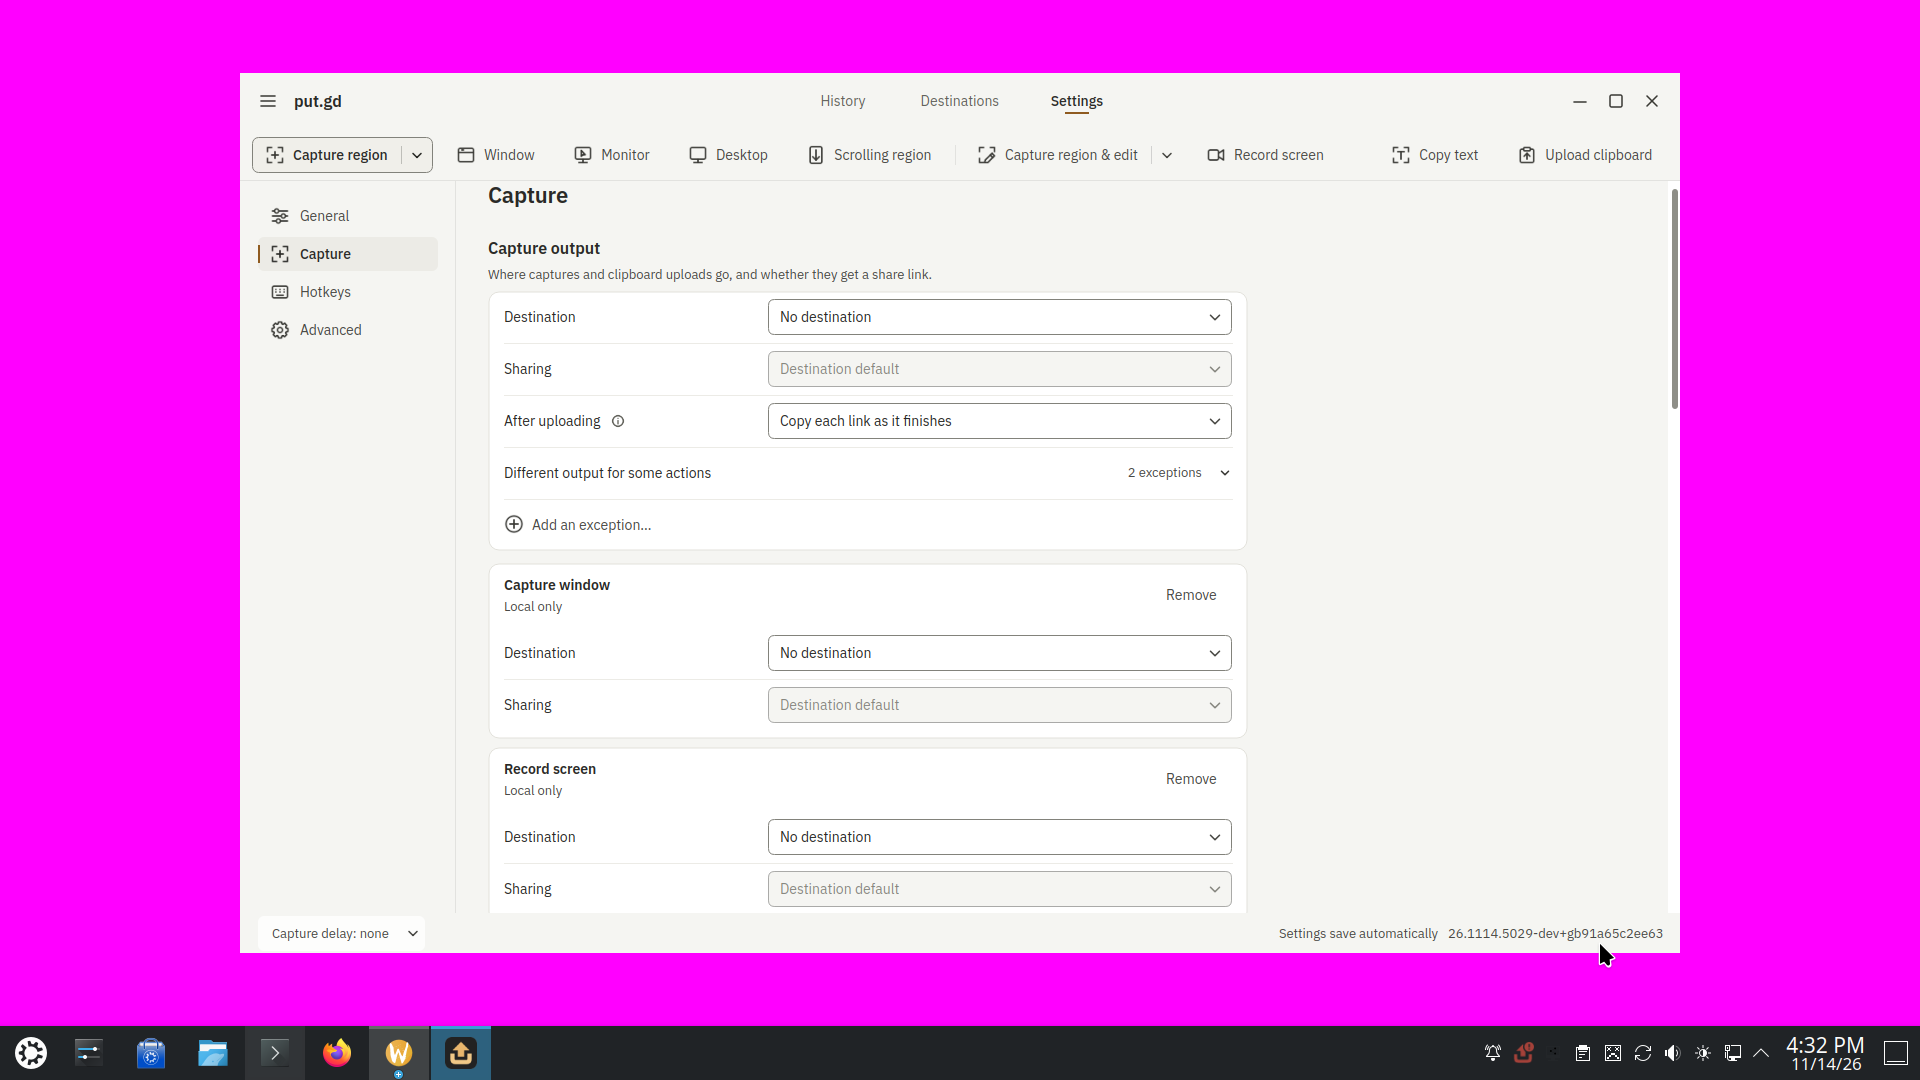 put.gd
History
Destinations
Settings
Capture region
Window
Monitor
Desktop
Scrolling region
Capture region & edit
Record screen
Copy text
Upload clipboard
General
Capture
Hotkeys
Advanced
Capture
Capture output
Where captures and clipboard uploads go, and whether they get a share link.
Destination
No destination
Sharing
Destination default
After uploading
Copy each link as it finishes
Different output for some actions
2 exceptions
Add an exception...
Capture window
Remove
Local only
Destination
No destination
Sharing
Destination default
Record screen
Remove
Local only
Destination
No destination
Sharing
Destination default
Capture delay: none
Settings save automatically
26.1114.5029-dev+gb91a65c2ee63
4:32 PM
11/14/26